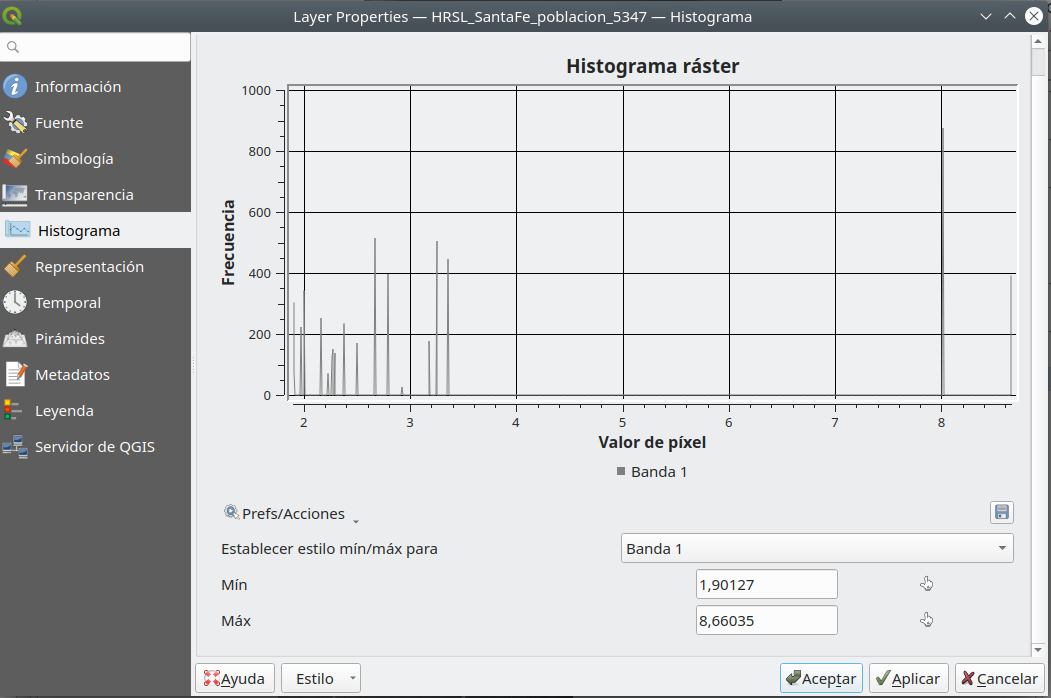 Layer Properties — HRSL_SantaFe_poblacion_5347 — Histograma
Información
Fuente
Simbología
Transparencia
Histograma
Representación
Temporal
Pirámides
Metadatos
Leyenda
Servidor de QGIS
Histograma ráster
Frecuencia
1000
800
600
400
200
0
2 3 4 5 6 7 8
Valor de píxel
Banda 1
Prefs/Acciones
Establecer estilo mín/máx para Banda 1
Mín 1,90127
Máx 8,66035
Ayuda Estilo Aceptar Aplicar Cancelar